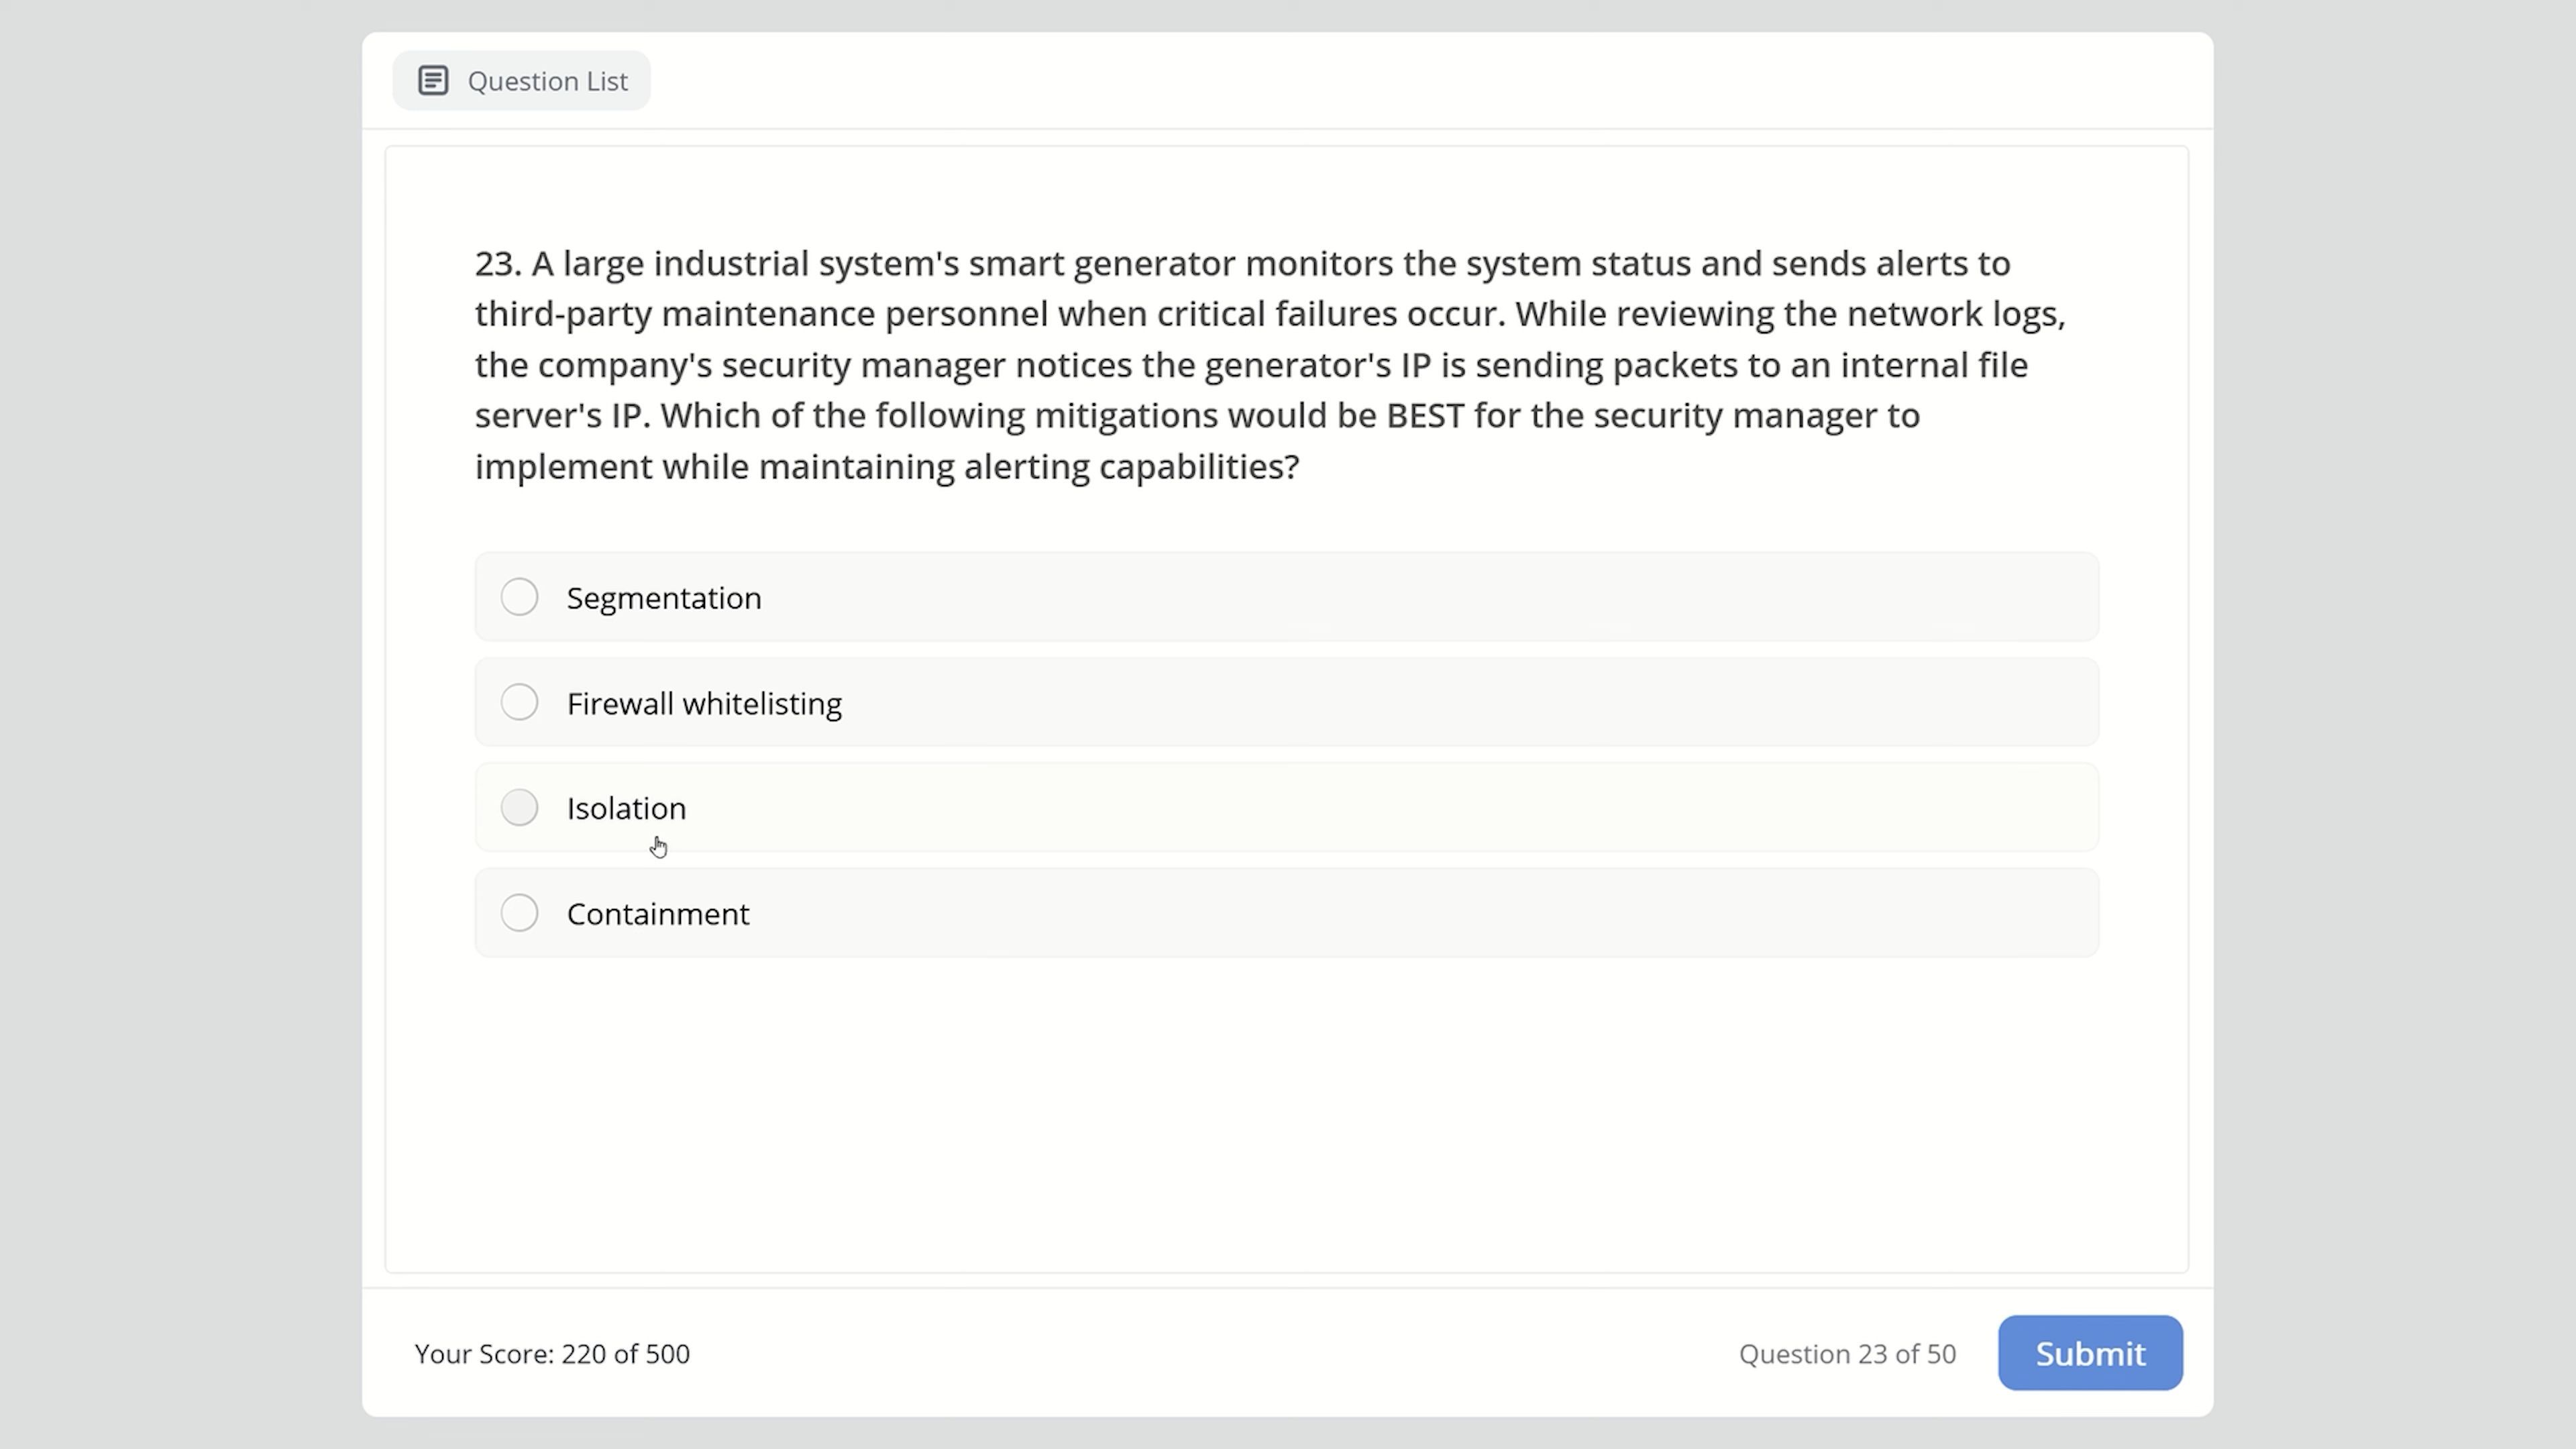 Question List
23. A large industrial system's smart generator monitors the system status and sends alerts to
third-party maintenance personnel when critical failures occur. While reviewing the network logs,
the company's security manager notices the generator's IP is sending packets to an internal file
server's IP. Which of the following mitigations would be BEST for the security manager to
implement while maintaining alerting capabilities?
Segmentation
Firewall whitelisting
Isolation
Containment
Your Score: 220 of 500
Question 23 of 50
Submit